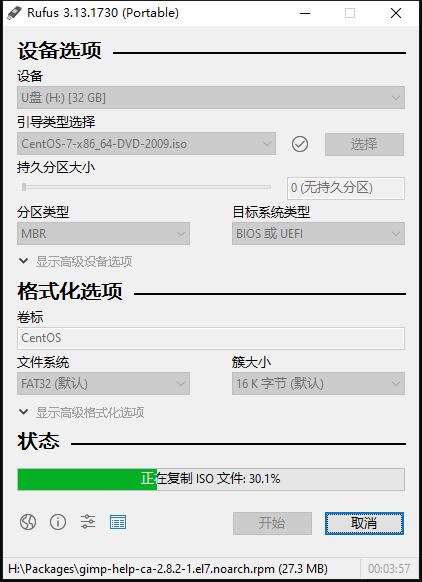 Rufus 3.13.1730 (Portable)
设备选项
设备
U盘 (H:) [32 GB]
引导类型选择
CentOS-7-x86_64-DVD-2009.iso
选择
持久分区大小
0 (无持久分区)
分区类型
目标系统类型
MBR
BIOS 或 UEFI
显示高级设备选项
格式化选项
卷标
CentOS
文件系统
簇大小
FAT32 (默认)
16 K 字节 (默认)
显示高级格式化选项
状态
正在复制 ISO 文件: 30.1%
开始
取消
H:\Packages\gimp-help-ca-2.8.2-1.el7.noarch.rpm (27.3 MB)
00:03:57